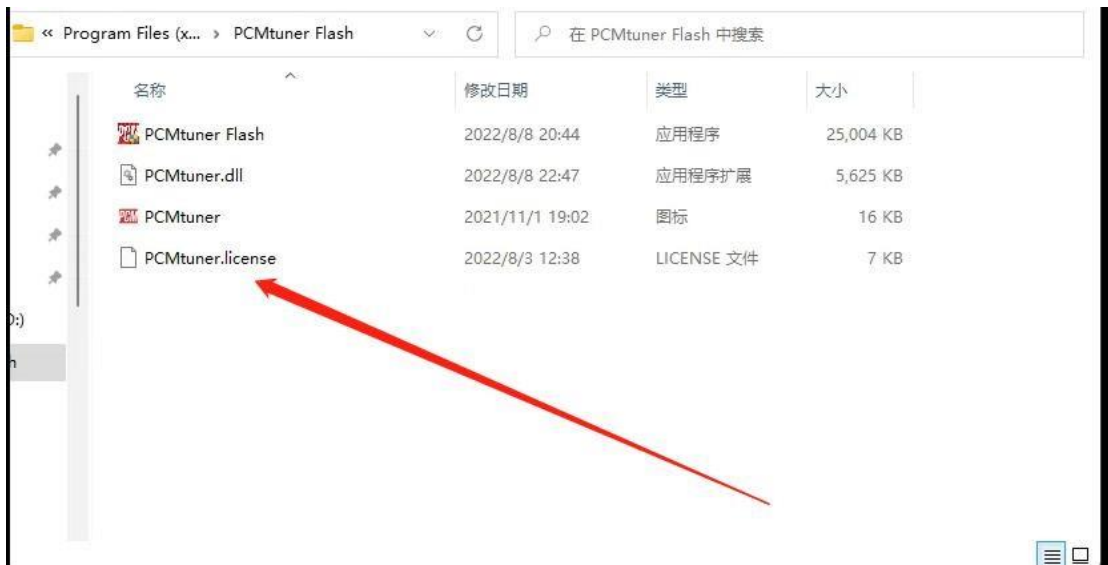 « Program Files (x... › PCMtuner Flash 在 PCMtuner Flash 中搜索
名称 修改日期 类型 大小
PCMtuner Flash 2022/8/8 20:44 应用程序 25,004 KB
PCMtuner.dll 2022/8/8 22:47 应用程序扩展 5,625 KB
PCMtuner 2021/11/1 19:02 图标 16 KB
PCMtuner.license 2022/8/3 12:38 LICENSE 文件 7 KB
:)
h